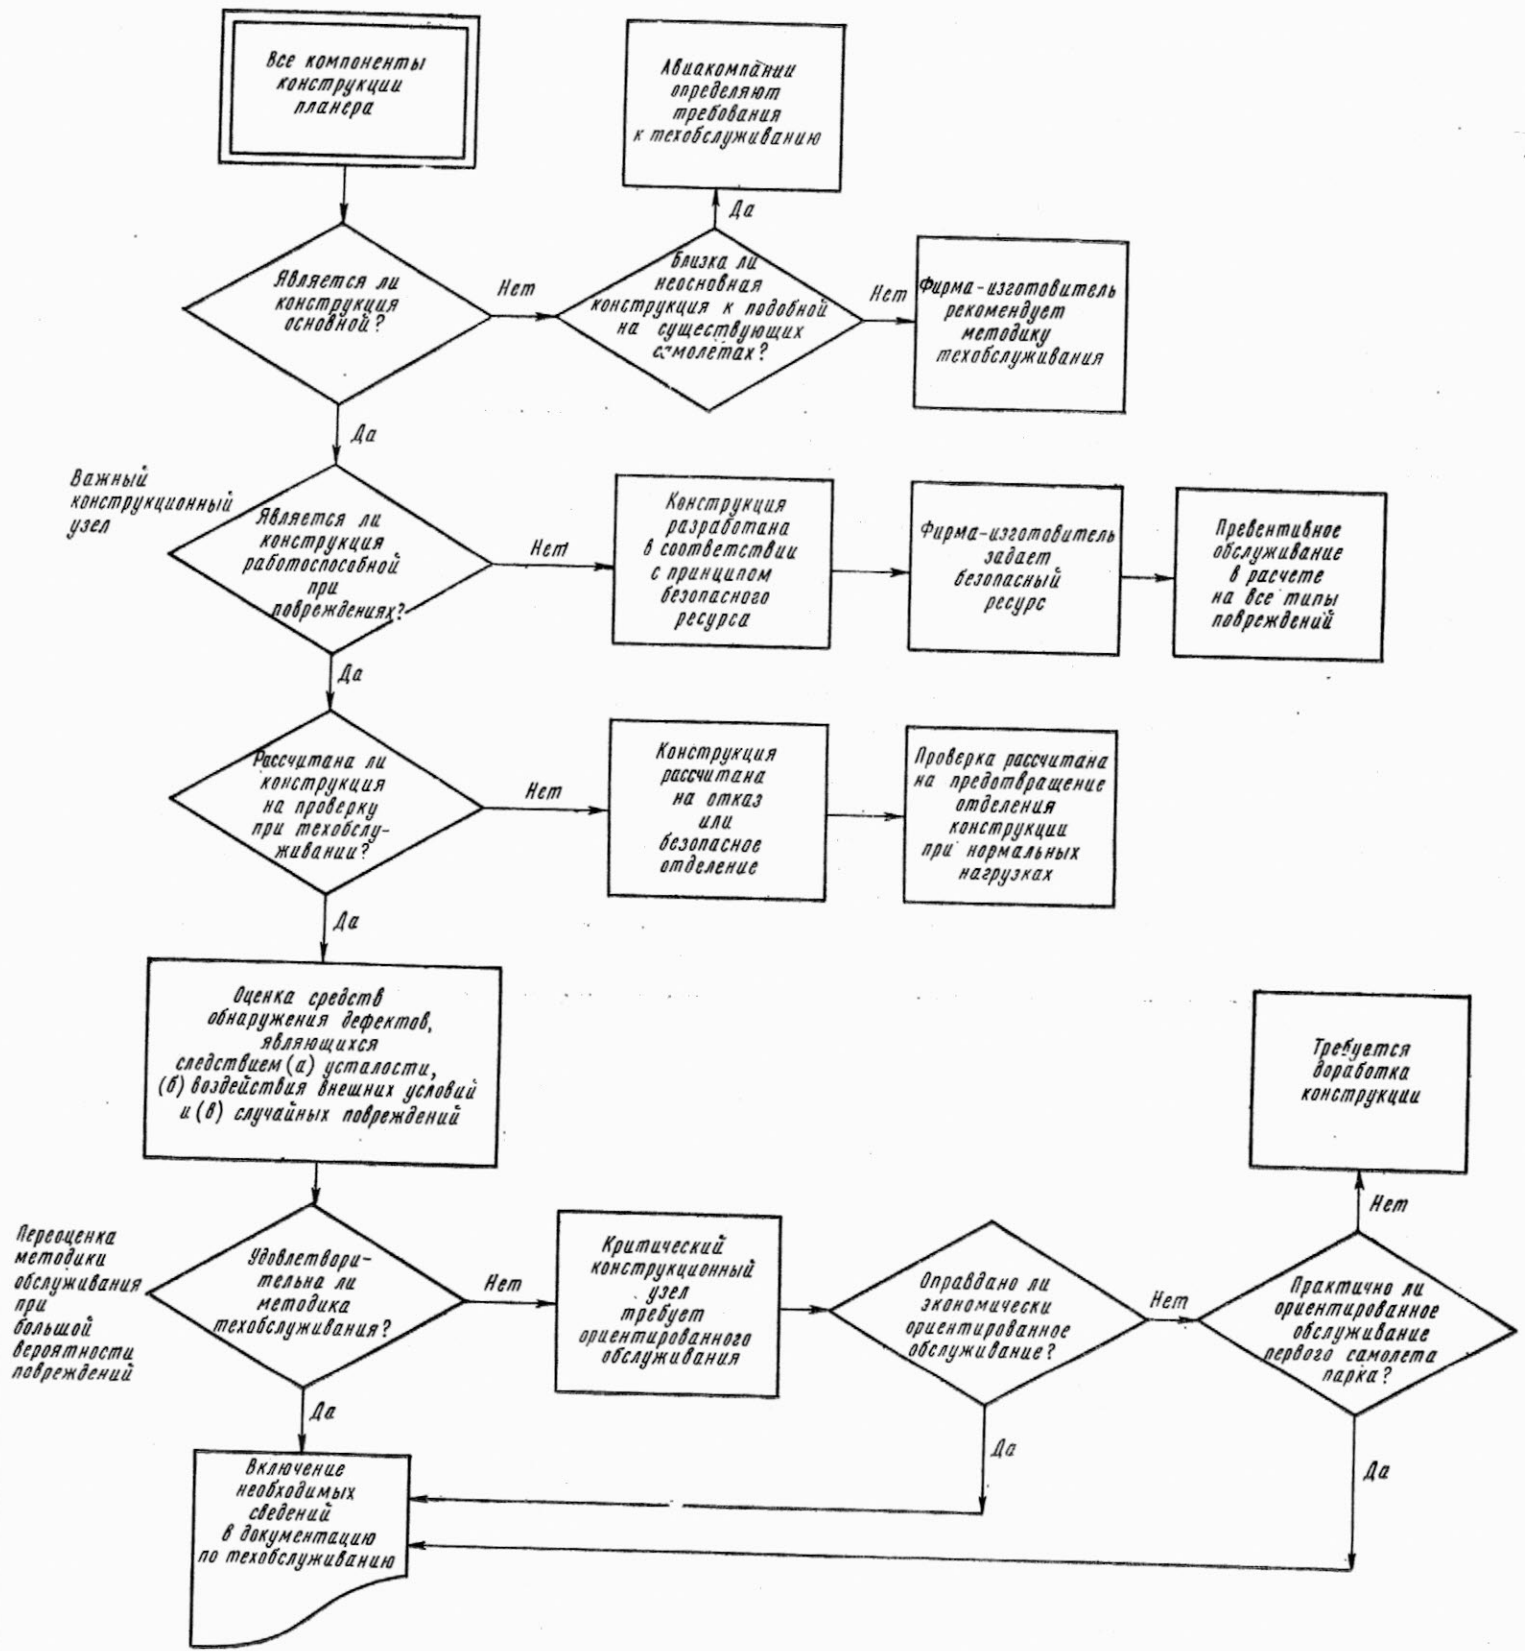 Все компоненты
конструкции
планера
Авиакомпании
определяют
требования
к техобслуживанию
Да
Является ли
конструкция
основной?
Нет
Близка ли
неосновная
конструкция к подобной
на существующих
самолетах?
Нет
Фирма-изготовитель
рекомендует
методику
техобслуживания
Да
Важный
конструкционный
узел
Является ли
конструкция
работоспособной
при
повреждениях?
Нет
Конструкция
разработана
в соответствии
с принципом
безопасного
ресурса
Фирма-изготовитель
задает
безопасный
ресурс
Превентивное
обслуживание
в расчете
на все типы
повреждений
Да
Рассчитана ли
конструкция
на проверку
при техобслу-
живании?
Нет
Конструкция
рассчитана
на отказ
или
безопасное
отделение
Проверка рассчитана
на предотвращение
отделения
конструкции
при нормальных
нагрузках
Да
Оценка средств
обнаружения дефектов,
являющихся
следствием (а) усталости,
(б) воздействия внешних условий
и (в) случайных повреждений
Требуется
доработка
конструкции
Нет
Переоценка
методики
обслуживания
при
большой
вероятности
повреждений
Удовлетвори-
тельна ли
методика
техобслуживания?
Нет
Критический
конструкционный
узел
требует
ориентированного
обслуживания
Оправдано ли
экономически
ориентированное
обслуживание?
Нет
Практично ли
ориентированное
обслуживание
первого самолета
парка?
Да
Да
Да
Включение
необходимых
сведений
в документацию
по техобслуживанию